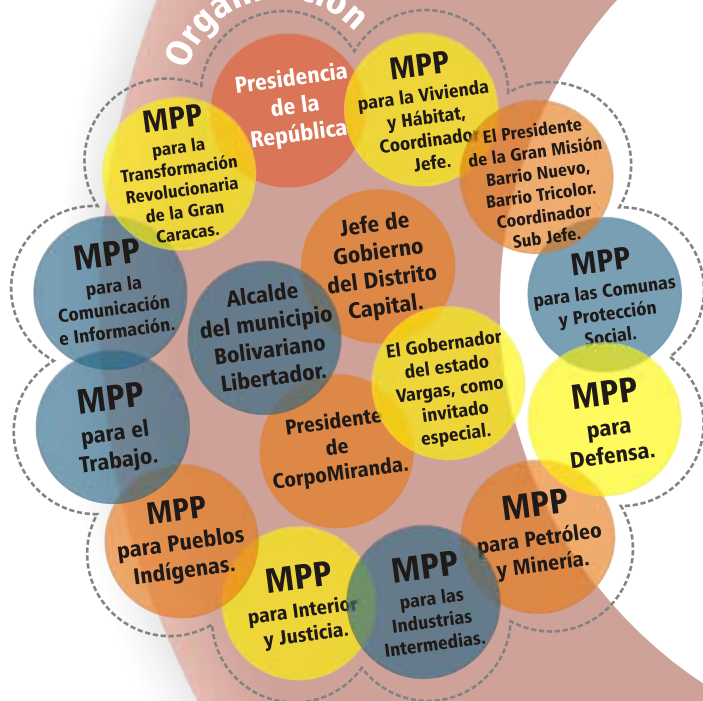 Organización
Presidencia
de la
República
MPP
para la Vivienda
y Hábitat,
Coordinador
Jefe.
El Presidente
de la Gran Misión
Barrio Nuevo,
Barrio Tricolor.
Coordinador
Sub Jefe.
MPP
para las Comunas
y Protección
Social.
MPP
para
Defensa.
MPP
para Petróleo
y Minería.
MPP
para las
Industrias
Intermedias.
MPP
para Interior
y Justicia.
MPP
para Pueblos
Indígenas.
MPP
para el
Trabajo.
MPP
para la
Comunicación
e Información.
MPP
para la
Transformación
Revolucionaria
de la Gran
Caracas.
Jefe de
Gobierno
del Distrito
Capital.
Alcalde
del municipio
Bolivariano
Libertador.
El Gobernador
del estado
Vargas, como
invitado
especial.
Presidente
de
CorpoMiranda.